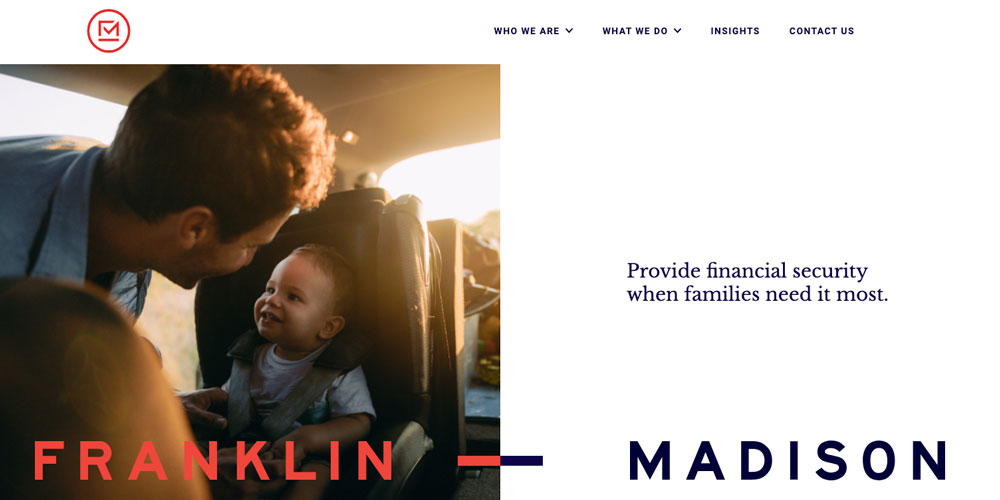 WHO WE ARE
WHAT WE DO
INSIGHTS
CONTACT US
Provide financial security
when families need it most.
FRANKLIN
MADISON